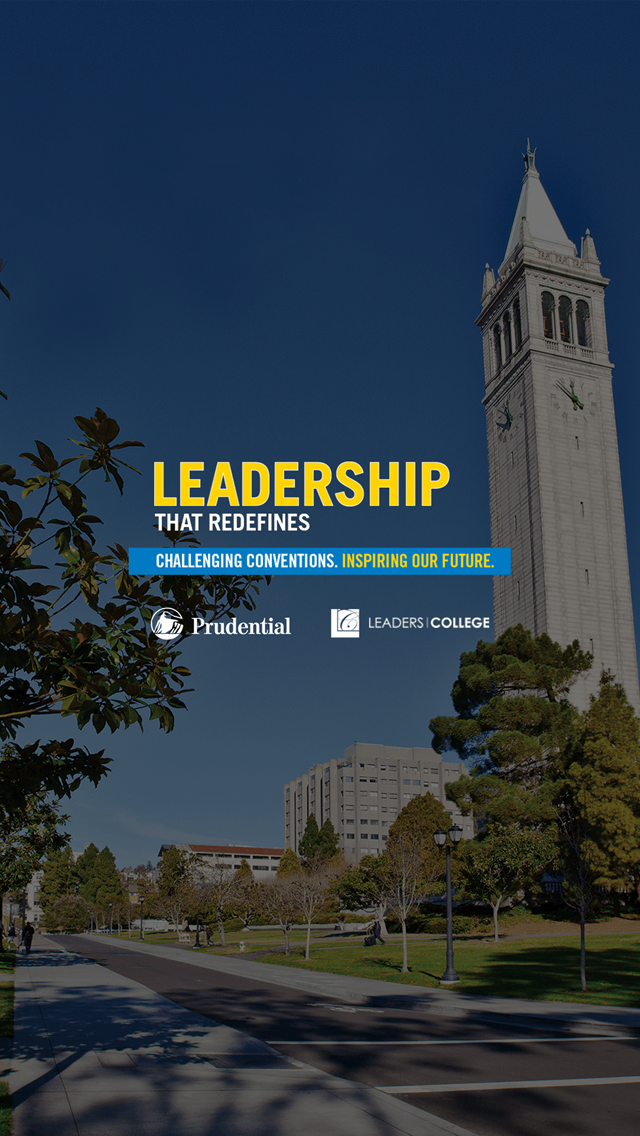 LEADERSHIP
THAT REDEFINES
CHALLENGING CONVENTIONS. INSPIRING OUR FUTURE.
Prudential
LEADERS|COLLEGE